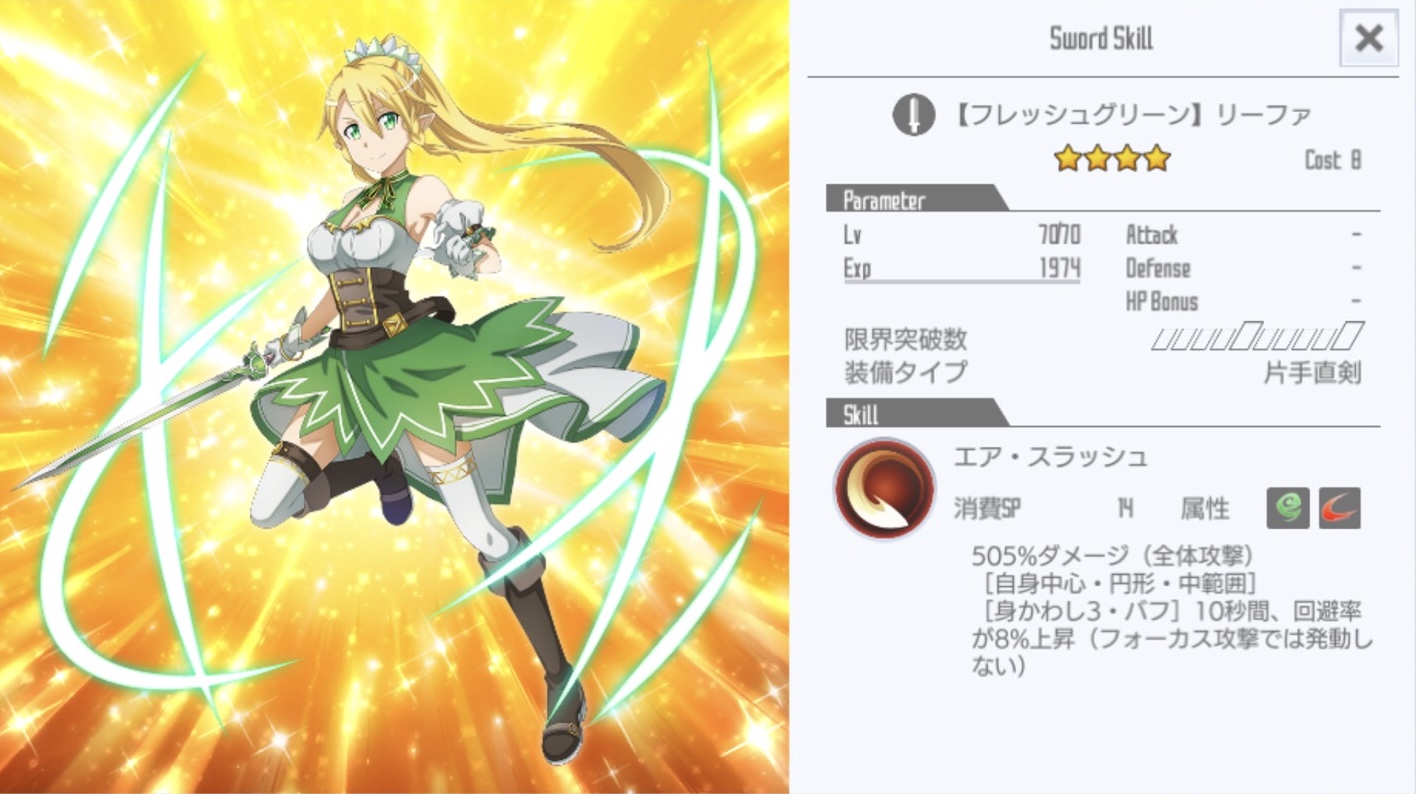 Sword Skill
【フレッシュグリーン】リーファ
Cost 8
Parameter
Lv 70/70 Attack -
Exp 1974 Defense -
HP Bonus -
限界突破数
装備タイプ 片手直剣
Skill
エア・スラッシュ
消費SP 14 属性
505%ダメージ（全体攻撃）
［自身中心・円形・中範囲］
［身かわし3・バフ］10秒間、回避率
が8%上昇（フォーカス攻撃では発動し
ない）